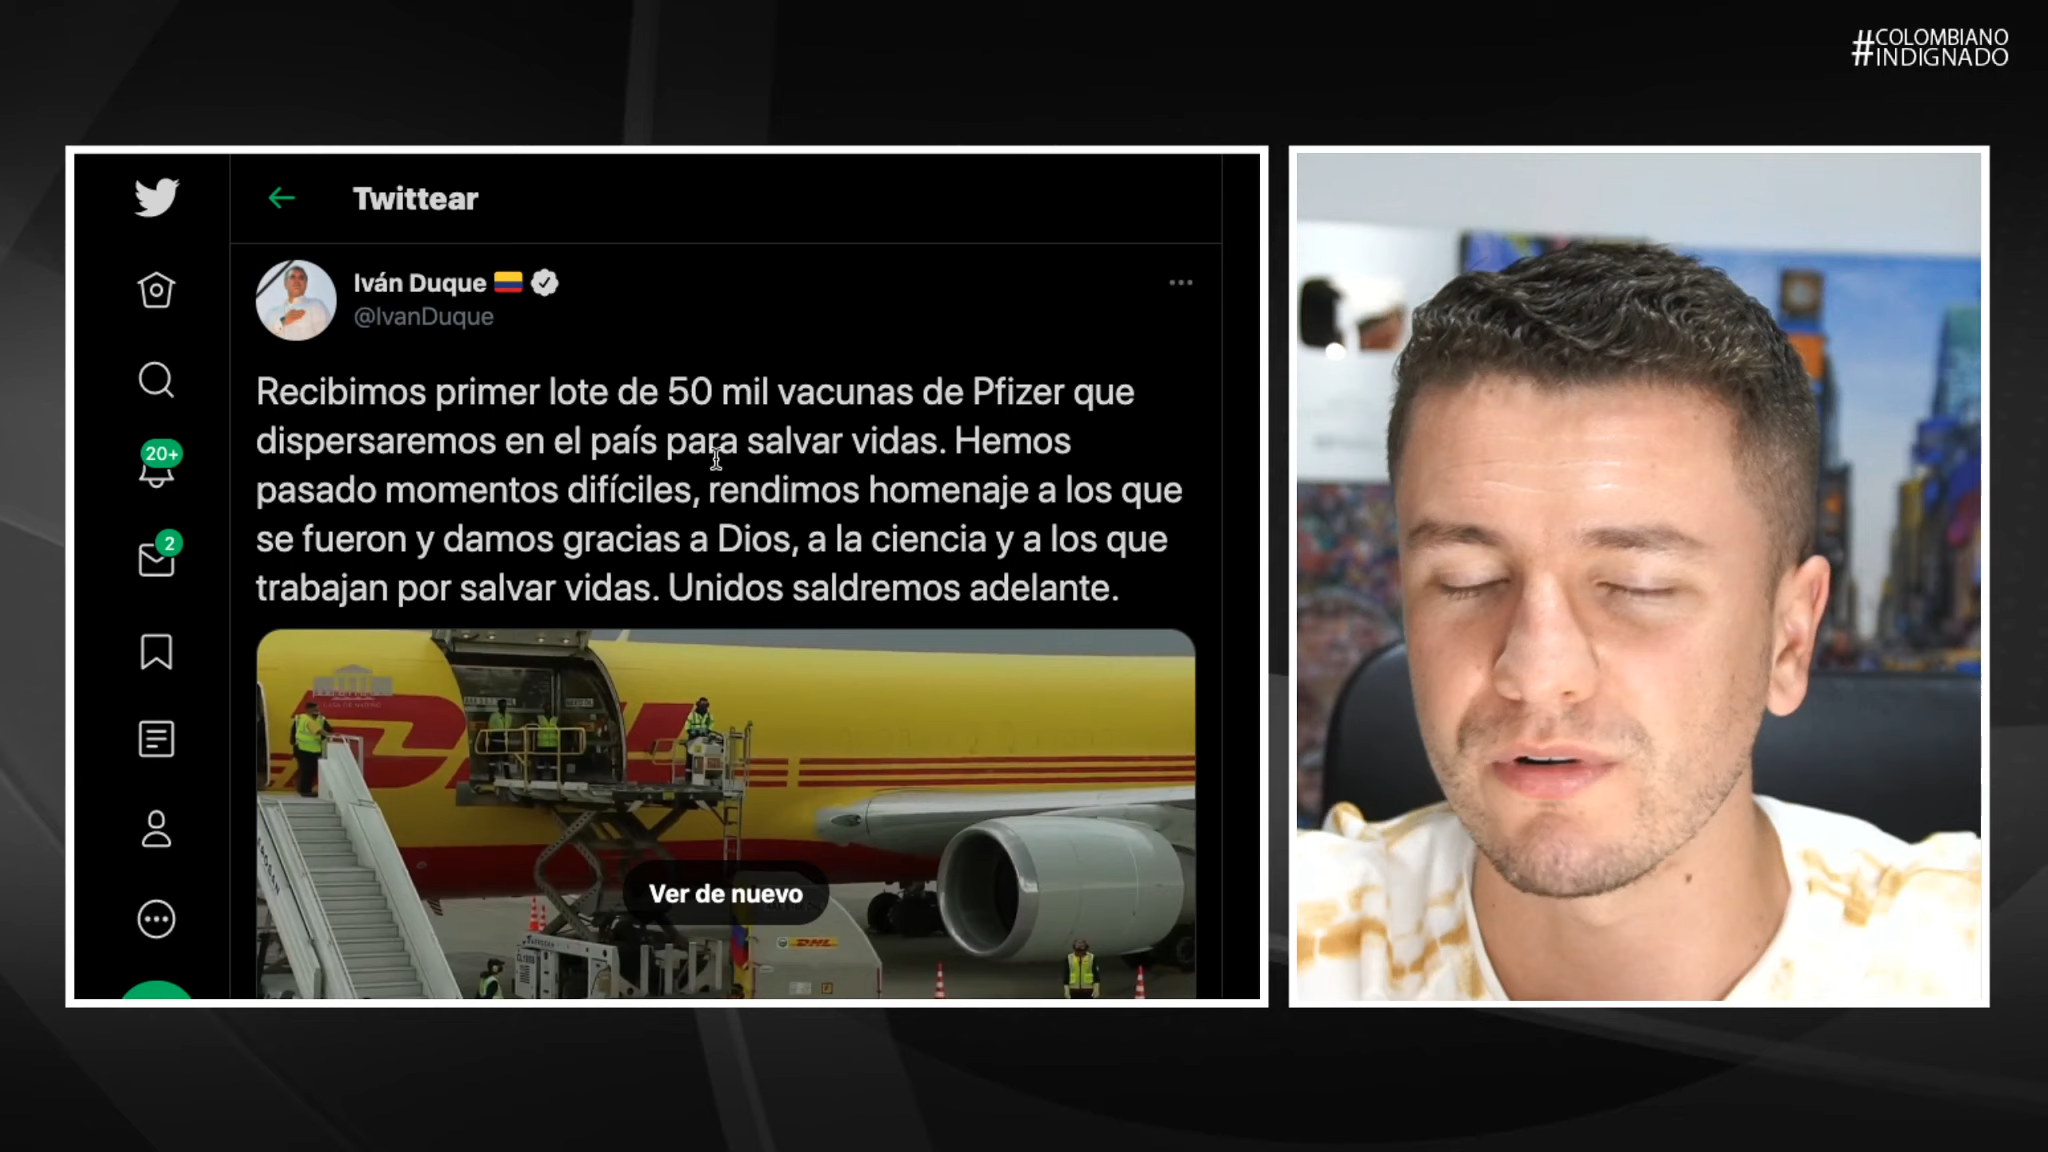 #COLOMBIANO
INDIGNADO
Twittear
Iván Duque
@IvanDuque
Recibimos primer lote de 50 mil vacunas de Pfizer que
dispersaremos en el país para salvar vidas. Hemos
pasado momentos difíciles, rendimos homenaje a los que
se fueron y damos gracias a Dios, a la ciencia y a los que
trabajan por salvar vidas. Unidos saldremos adelante.
20+
2
DHL
Ver de nuevo
DHL